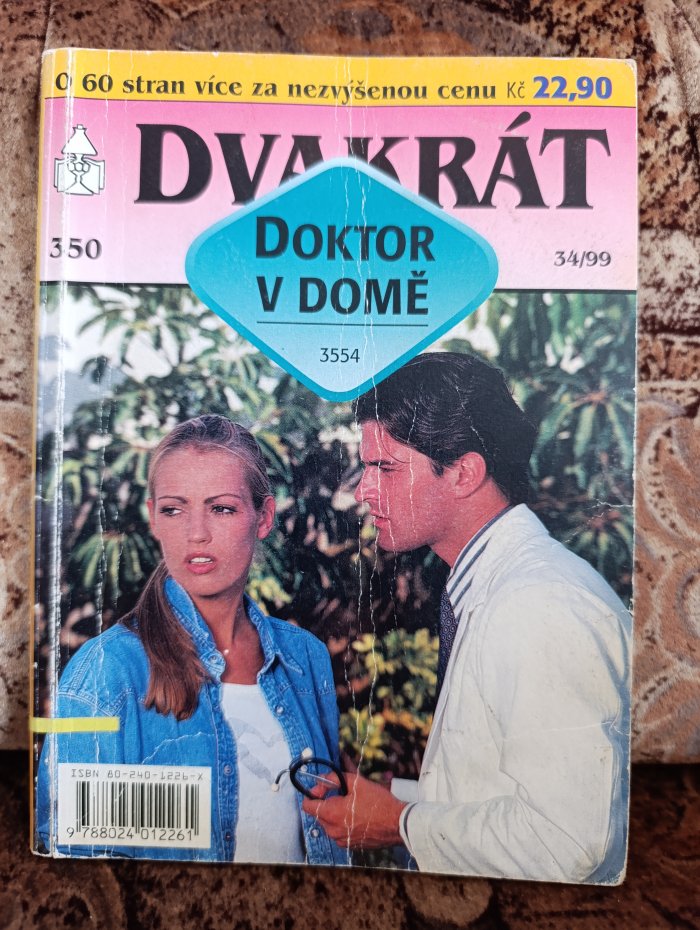 O 60 stran více za nezvýšenou cenu Kč 22,90
DVAKRÁT
350
34/99
DOKTOR
V DOMĚ
3554
ISBN 80-240-1226-X
9 788024 012261